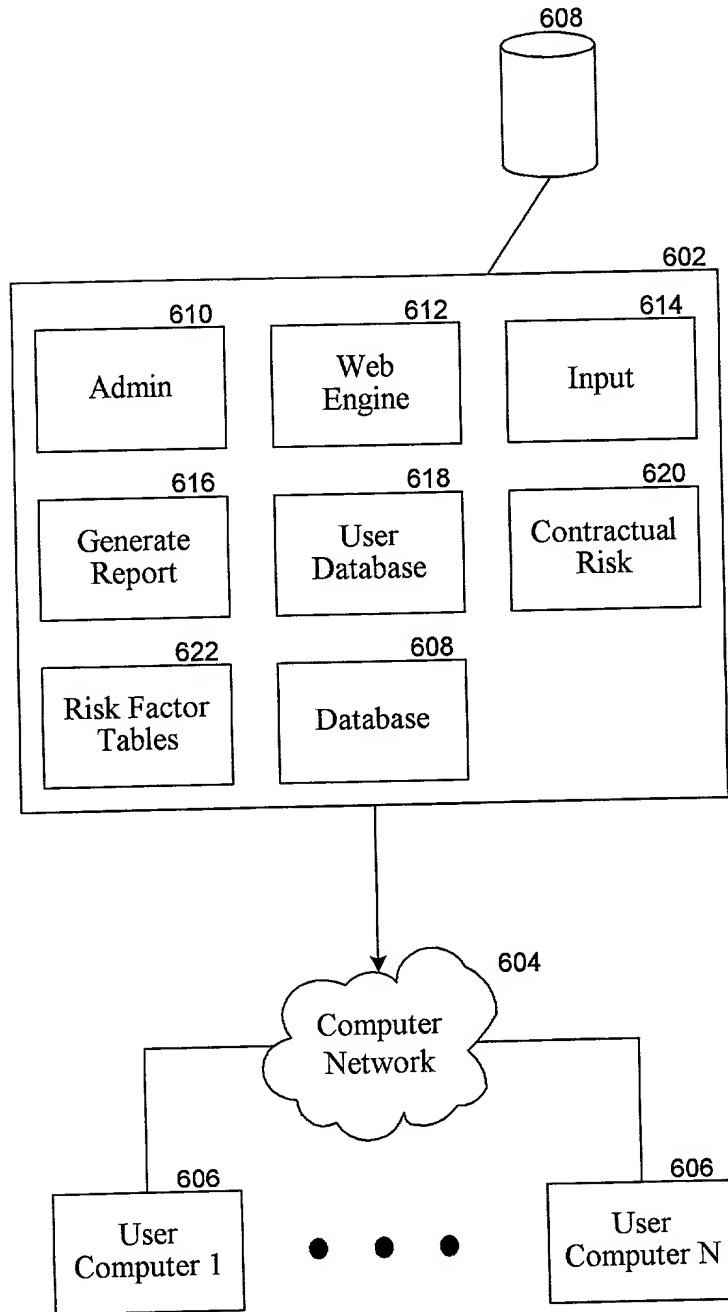 608
602
610
612
614
Admin
Web
Engine
Input
616
618
620
Generate
Report
User
Database
Contractual
Risk
622
608
Risk Factor
Tables
Database
604
Computer
Network
606
606
User
Computer 1
User
Computer N